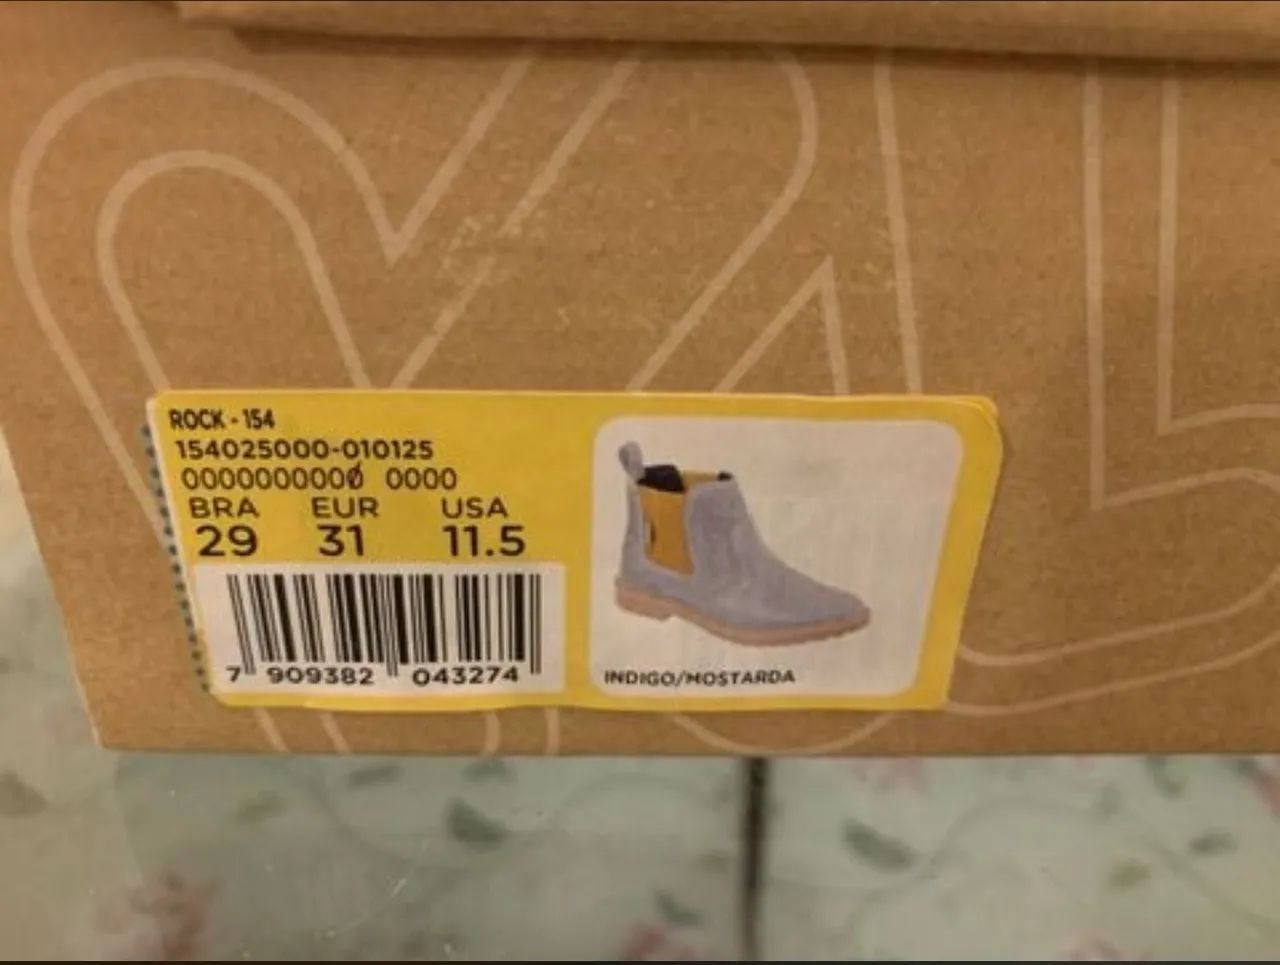 ROCK - 154
154025000-010125
0000000000 0000
BRA EUR USA
29 31 11.5
7 909382 043274
INDIGO/MOSTARDA